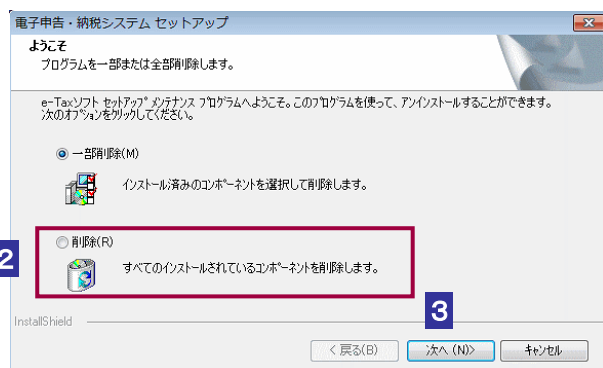 電子申告・納税システム セットアップ
ようこそ
プログラムを一部または全部削除します。
e-Taxソフト セットアップ メンテナンス プログラムへようこそ。このプログラムを使って、アンインストールすることができます。
次のオプションをクリックしてください。
一部削除(M)
インストール済みのコンポーネントを選択して削除します。
削除(R)
2
すべてのインストールされているコンポーネントを削除します。
3
InstallShield
< 戻る(B)
次へ (N)>
キャンセル